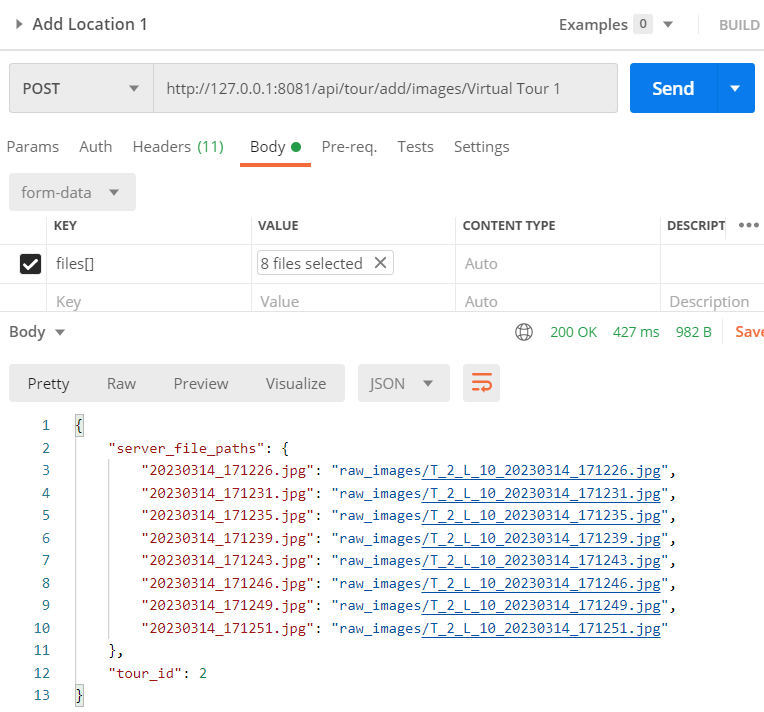 Add Location 1 Examples 0 BUILD
POST http://127.0.0.1:8081/api/tour/add/images/Virtual Tour 1 Send
Params Auth Headers (11) Body Pre-req. Tests Settings
form-data
KEY VALUE CONTENT TYPE DESCRIPT •••
files[] 8 files selected Auto
Key Value Auto Description
Body 200 OK 427 ms 982 B Save
Pretty Raw Preview Visualize JSON
1 {
2 "server_file_paths": {
3 "20230314_171226.jpg": "raw_images/T_2_L_10_20230314_171226.jpg",
4 "20230314_171231.jpg": "raw_images/T_2_L_10_20230314_171231.jpg",
5 "20230314_171235.jpg": "raw_images/T_2_L_10_20230314_171235.jpg",
6 "20230314_171239.jpg": "raw_images/T_2_L_10_20230314_171239.jpg",
7 "20230314_171243.jpg": "raw_images/T_2_L_10_20230314_171243.jpg",
8 "20230314_171246.jpg": "raw_images/T_2_L_10_20230314_171246.jpg",
9 "20230314_171249.jpg": "raw_images/T_2_L_10_20230314_171249.jpg",
10 "20230314_171251.jpg": "raw_images/T_2_L_10_20230314_171251.jpg"
11 },
12 "tour_id": 2
13 }